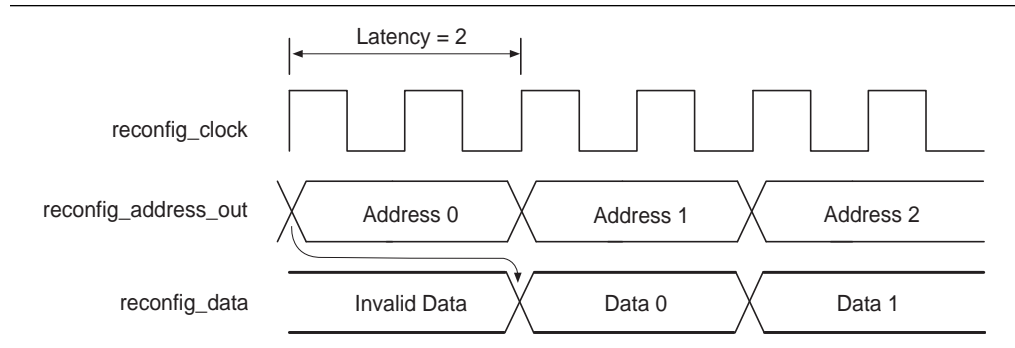 Latency = 2
reconfig_clock
reconfig_address_out
Address 0
Address 1
Address 2
reconfig_data
Invalid Data
Data 0
Data 1